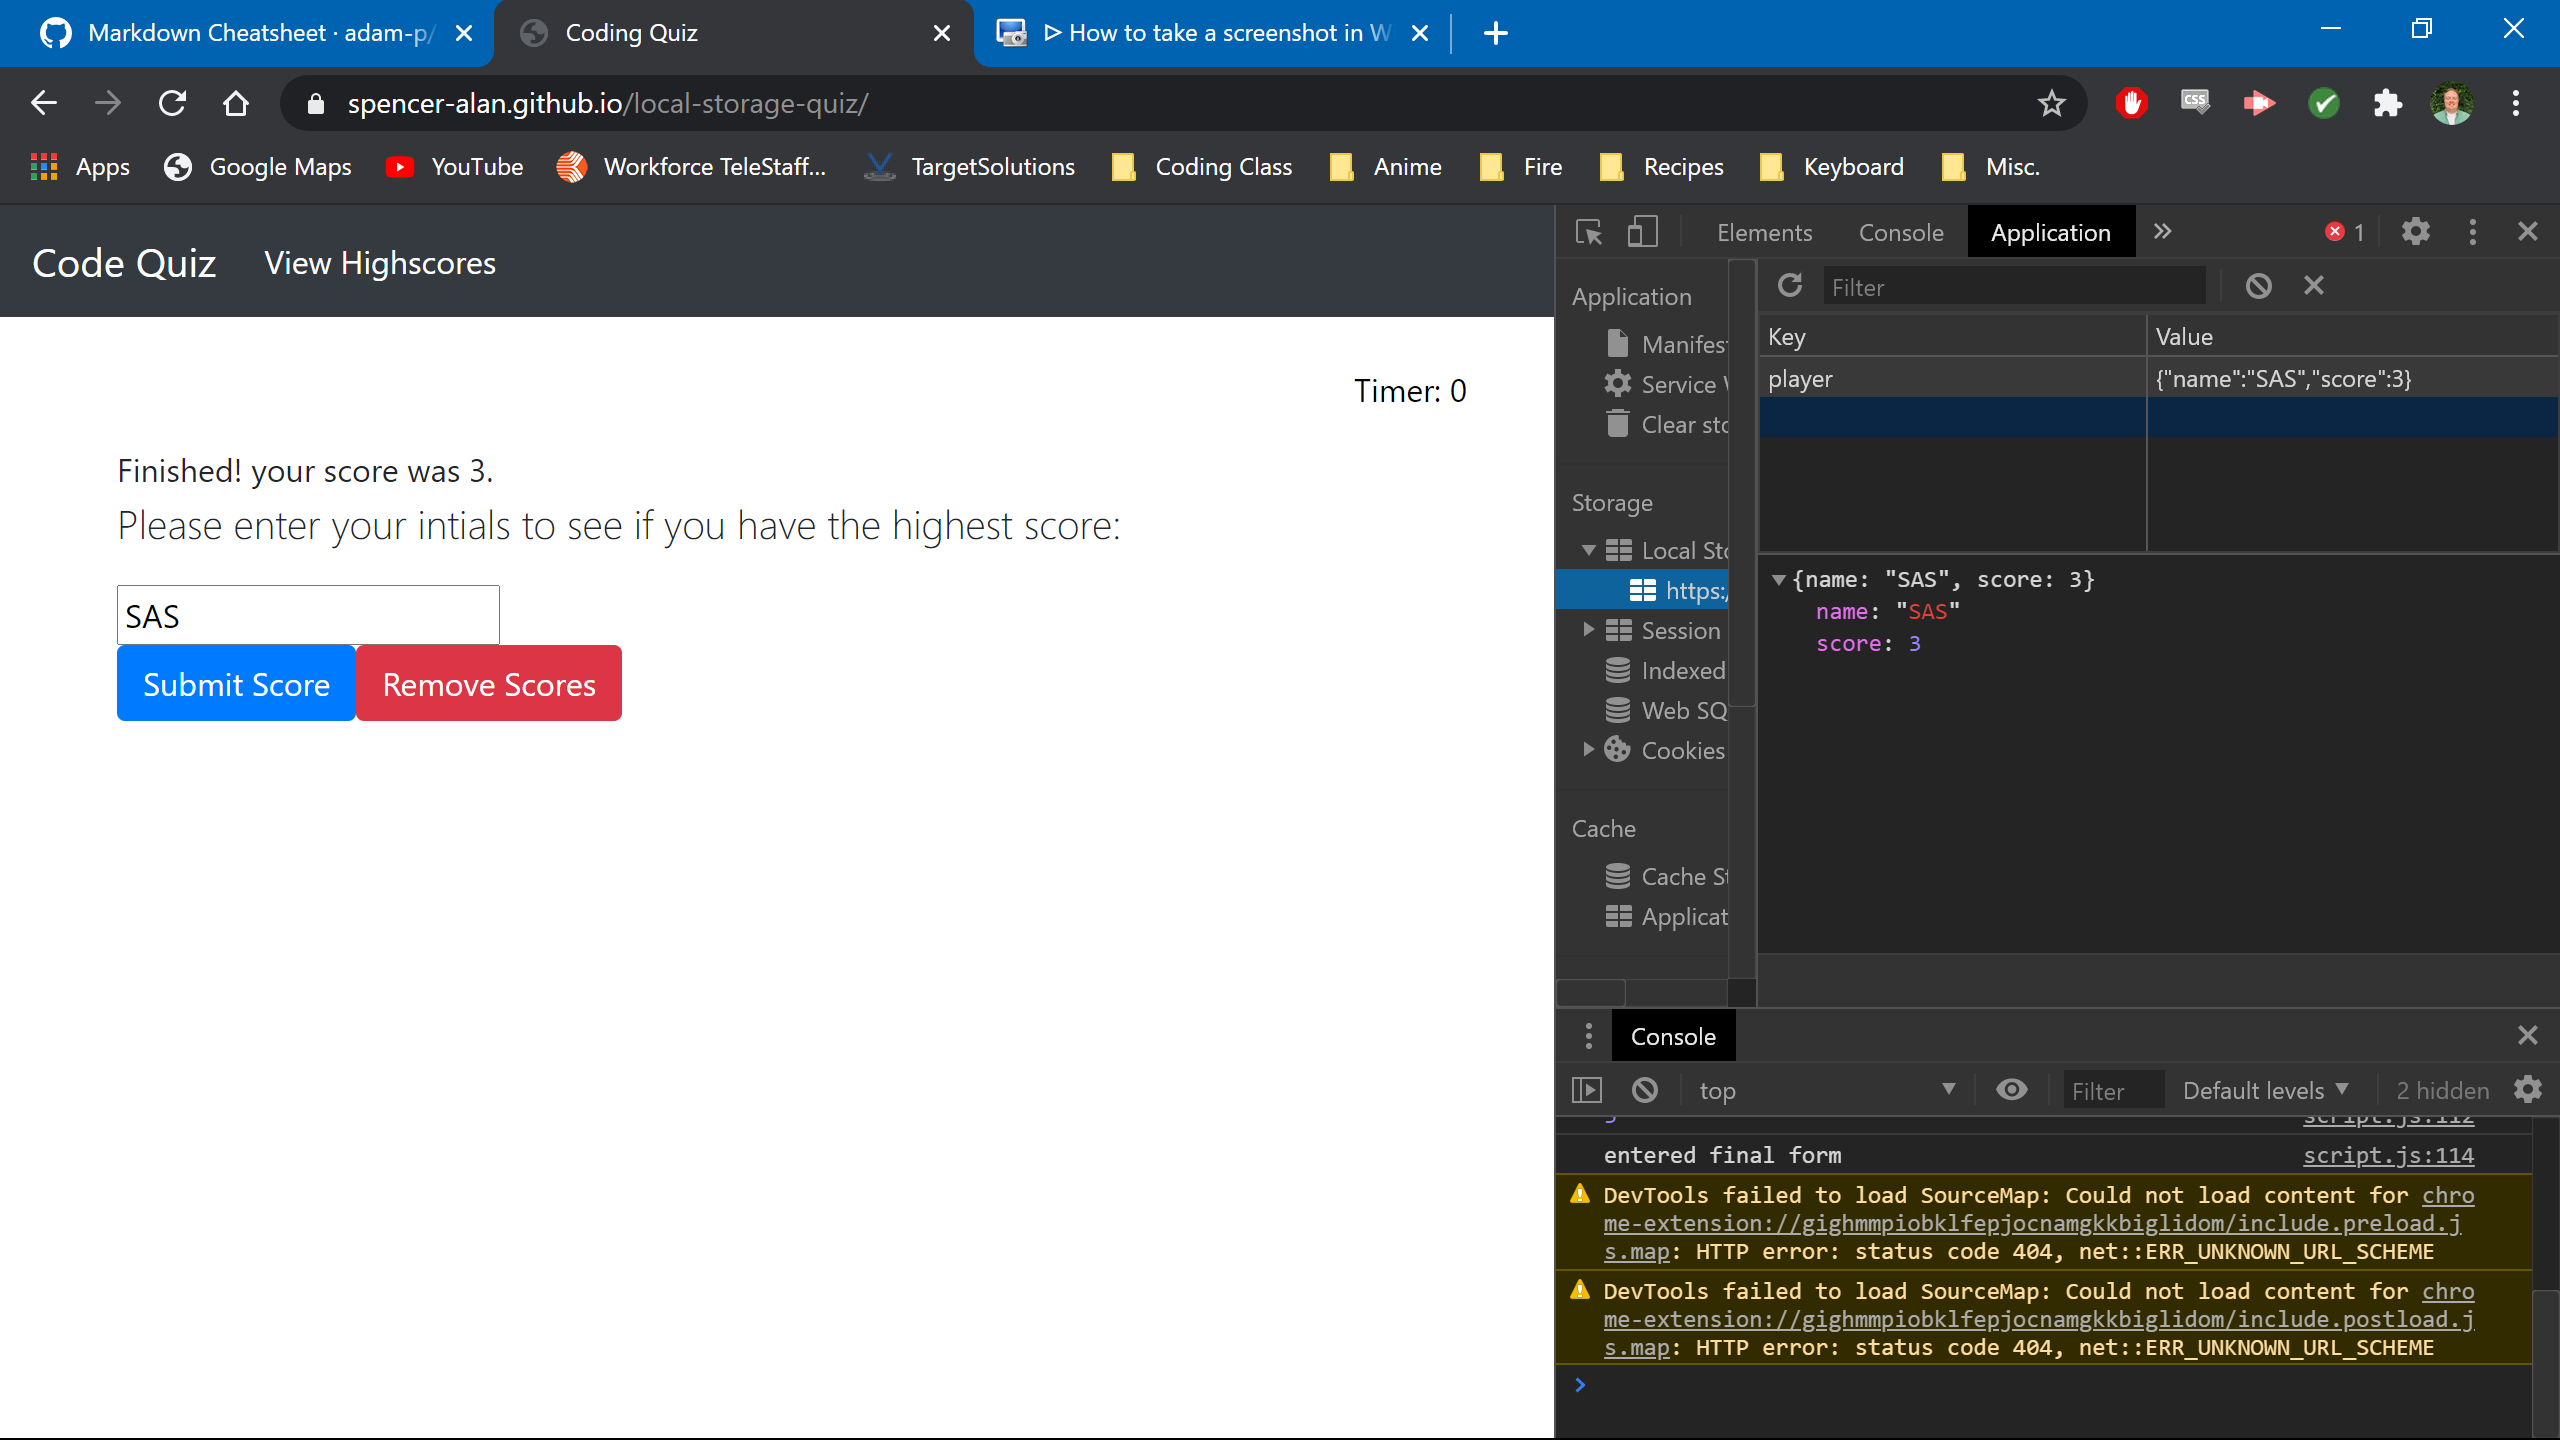 Markdown Cheatsheet · adam-p/
Coding Quiz
ᐅ How to take a screenshot in W
spencer-alan.github.io/local-storage-quiz/
CSS
Apps
Google Maps
YouTube
Workforce TeleStaff...
TargetSolutions
Coding Class
Anime
Fire
Recipes
Keyboard
Misc.
Code Quiz
View Highscores
Timer: 0
Finished! your score was 3.
Please enter your intials to see if you have the highest score:
SAS
Submit Score
Remove Scores
Elements
Console
Application
1
Application
Manifes
Service
Clear sto
Storage
Local Sto
https:/
Session
Indexed
Web SQ
Cookies
Cache
Cache St
Applicat
Filter
Key
Value
player
{"name":"SAS","score":3}
{name: "SAS", score: 3}
name: "SAS"
score: 3
Console
top
Filter
Default levels
2 hidden
script.js:112
entered final form
script.js:114
DevTools failed to load SourceMap: Could not load content for chro
me-extension://gighmmpiobklfepjocnamgkkbiglidom/include.preload.j
s.map: HTTP error: status code 404, net::ERR_UNKNOWN_URL_SCHEME
DevTools failed to load SourceMap: Could not load content for chro
me-extension://gighmmpiobklfepjocnamgkkbiglidom/include.postload.j
s.map: HTTP error: status code 404, net::ERR_UNKNOWN_URL_SCHEME